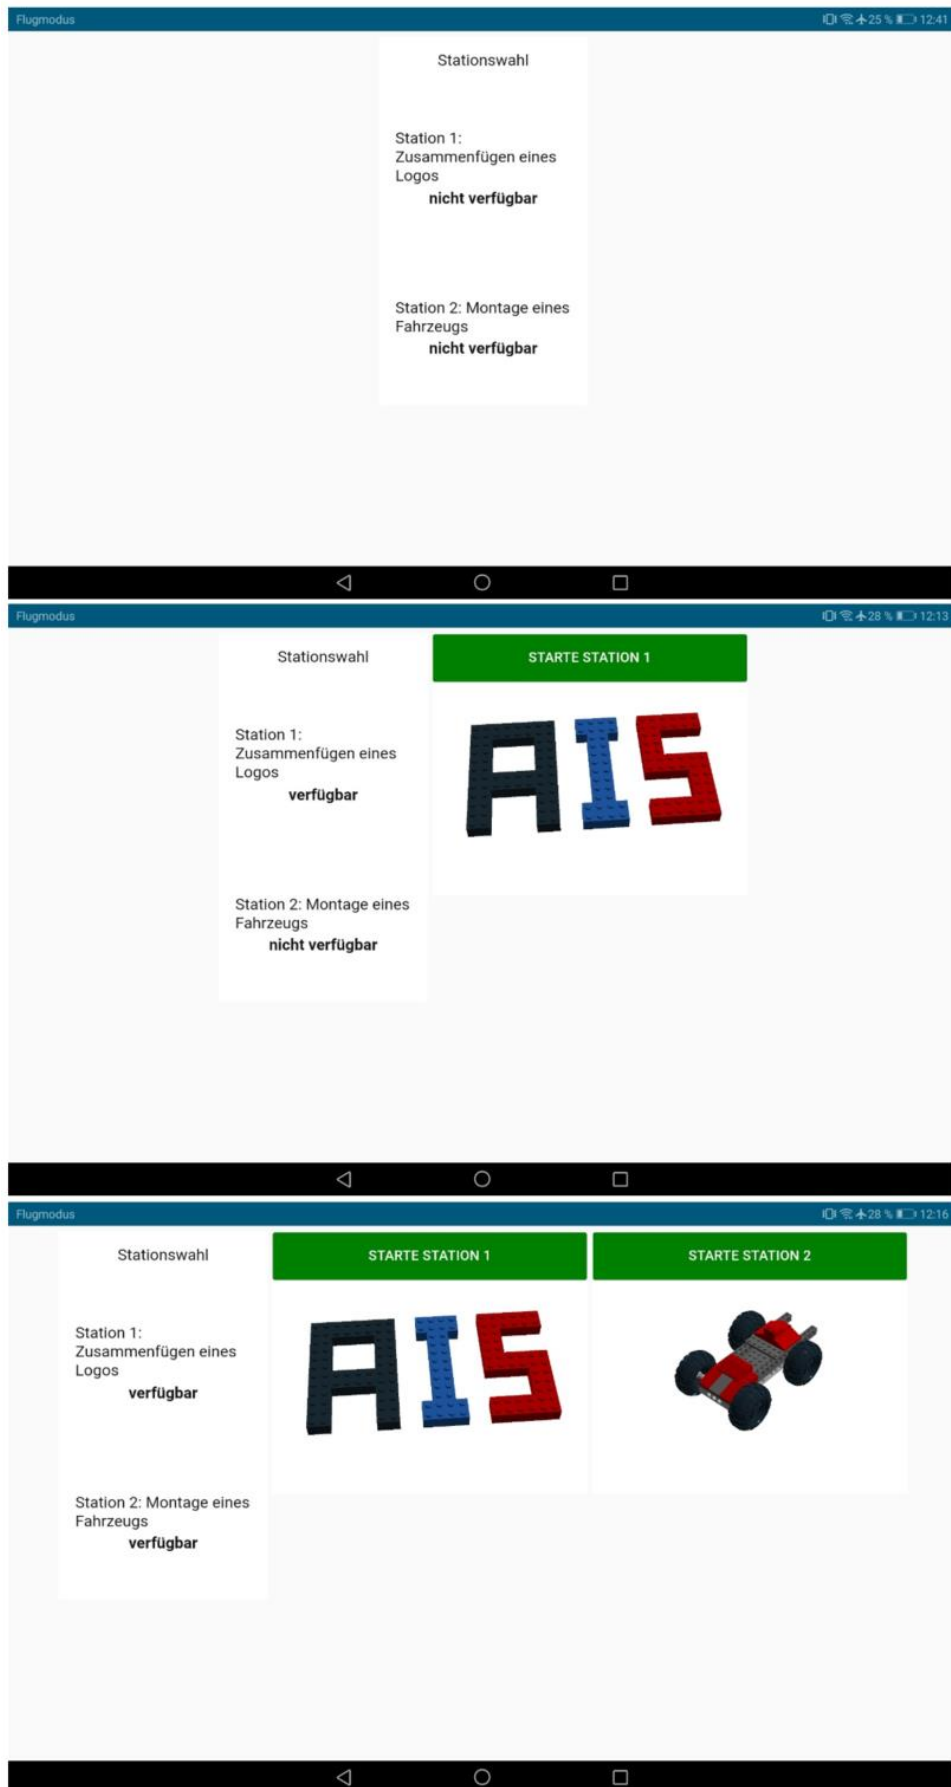 Flugmodus 25 % 12:41
Stationswahl
Station 1:
Zusammenfügen eines
Logos
nicht verfügbar
Station 2: Montage eines
Fahrzeugs
nicht verfügbar
Flugmodus 28 % 12:13
Stationswahl
STARTE STATION 1
Station 1:
Zusammenfügen eines
Logos
verfügbar
AIS
Station 2: Montage eines
Fahrzeugs
nicht verfügbar
Flugmodus 28 % 12:16
Stationswahl
STARTE STATION 1
STARTE STATION 2
Station 1:
Zusammenfügen eines
Logos
verfügbar
AIS
Station 2: Montage eines
Fahrzeugs
verfügbar